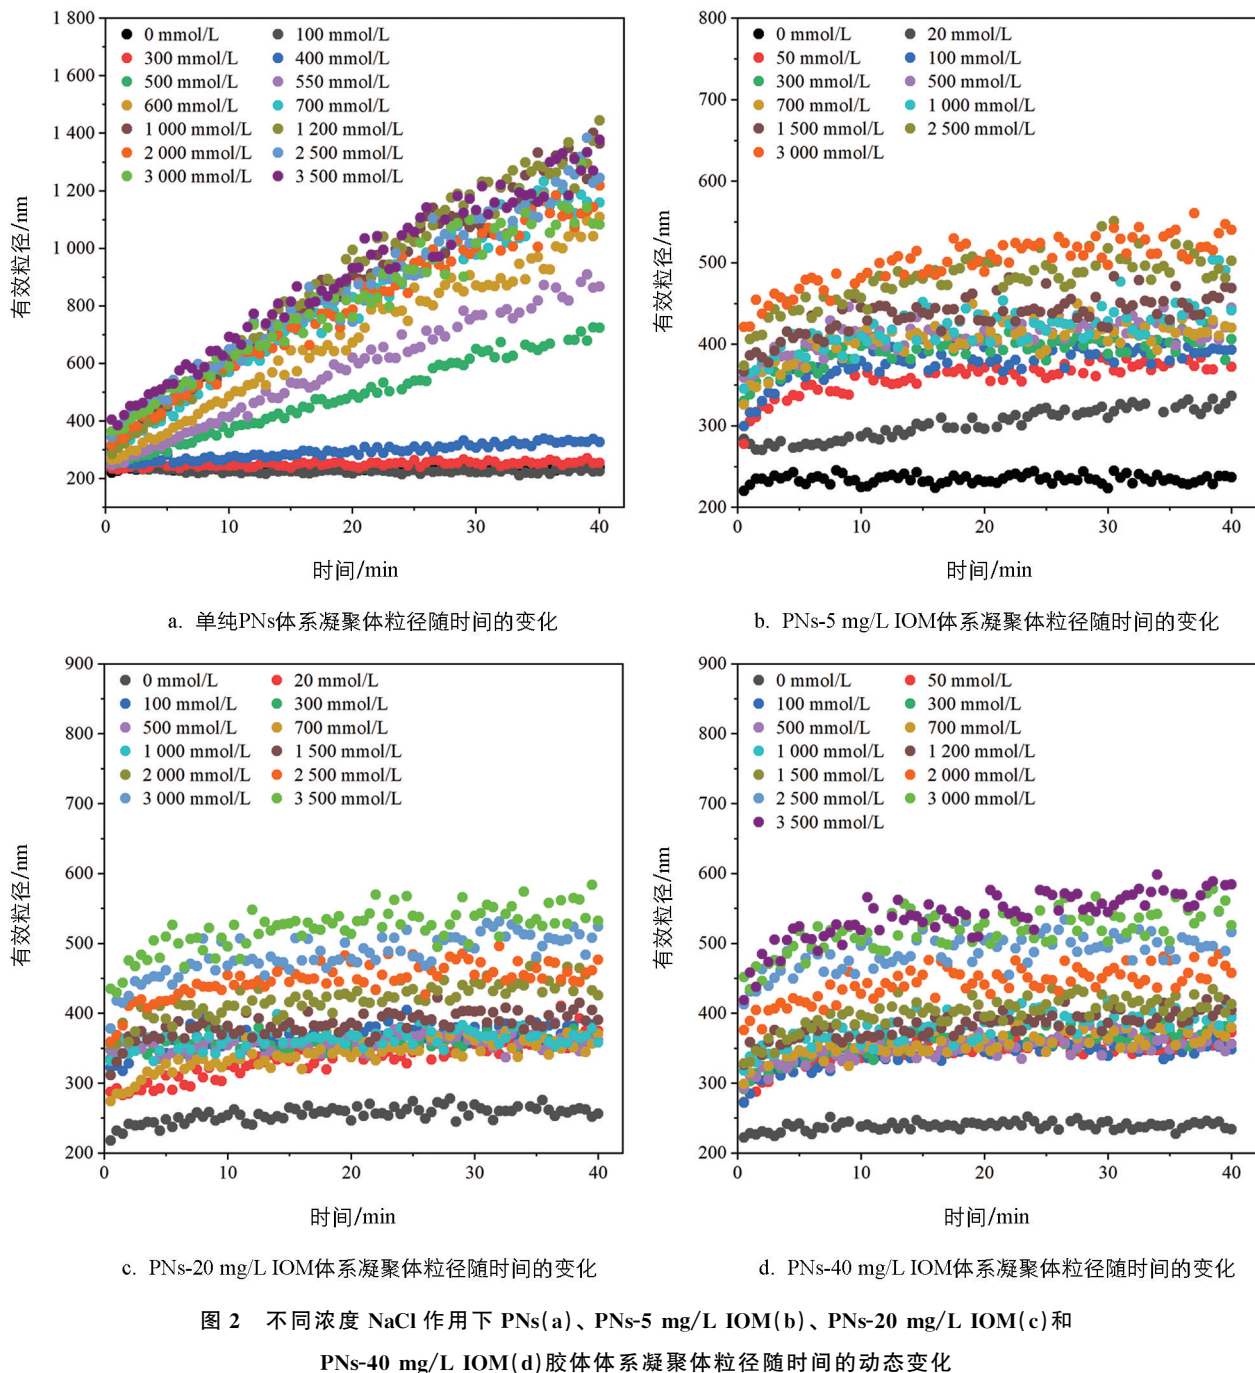 1 800
1 600
1 400
1 200
1 000
800
600
400
200
有效粒径/nm
0 mmol/L 100 mmol/L
300 mmol/L 400 mmol/L
500 mmol/L 550 mmol/L
600 mmol/L 700 mmol/L
1 000 mmol/L 1 200 mmol/L
2 000 mmol/L 2 500 mmol/L
3 000 mmol/L 3 500 mmol/L
0 10 20 30 40
时间/min
a. 单纯PNs体系凝聚体粒径随时间的变化
800
700
600
500
400
300
200
有效粒径/nm
0 mmol/L 20 mmol/L
50 mmol/L 100 mmol/L
300 mmol/L 500 mmol/L
700 mmol/L 1 000 mmol/L
1 500 mmol/L 2 500 mmol/L
3 000 mmol/L
0 10 20 30 40
时间/min
b. PNs-5 mg/L IOM体系凝聚体粒径随时间的变化
900
800
700
600
500
400
300
200
有效粒径/nm
0 mmol/L 20 mmol/L
100 mmol/L 300 mmol/L
500 mmol/L 700 mmol/L
1 000 mmol/L 1 500 mmol/L
2 000 mmol/L 2 500 mmol/L
3 000 mmol/L 3 500 mmol/L
0 10 20 30 40
时间/min
c. PNs-20 mg/L IOM体系凝聚体粒径随时间的变化
900
800
700
600
500
400
300
200
有效粒径/nm
0 mmol/L 50 mmol/L
100 mmol/L 300 mmol/L
500 mmol/L 700 mmol/L
1 000 mmol/L 1 200 mmol/L
1 500 mmol/L 2 000 mmol/L
2 500 mmol/L 3 000 mmol/L
3 500 mmol/L
0 10 20 30 40
时间/min
d. PNs-40 mg/L IOM体系凝聚体粒径随时间的变化
图 2 不同浓度 NaCl 作用下 PNs(a)、PNs-5 mg/L IOM(b)、PNs-20 mg/L IOM(c)和
PNs-40 mg/L IOM(d)胶体体系凝聚体粒径随时间的动态变化